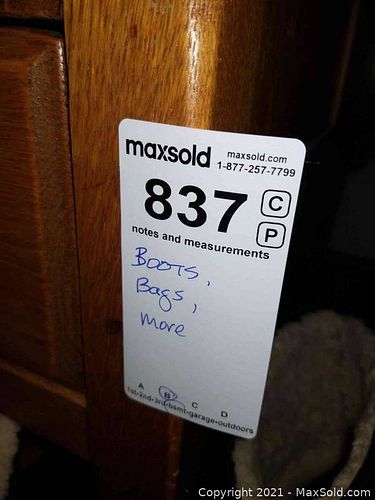 maxsold
maxsold.com
1-877-257-7799
837
C
P
notes and measurements
Boots,
Bags,
more
A B C D
1st-2nd-3rd-bsmt-garage-outdoors
Copyright © 2021 - MaxSold.com